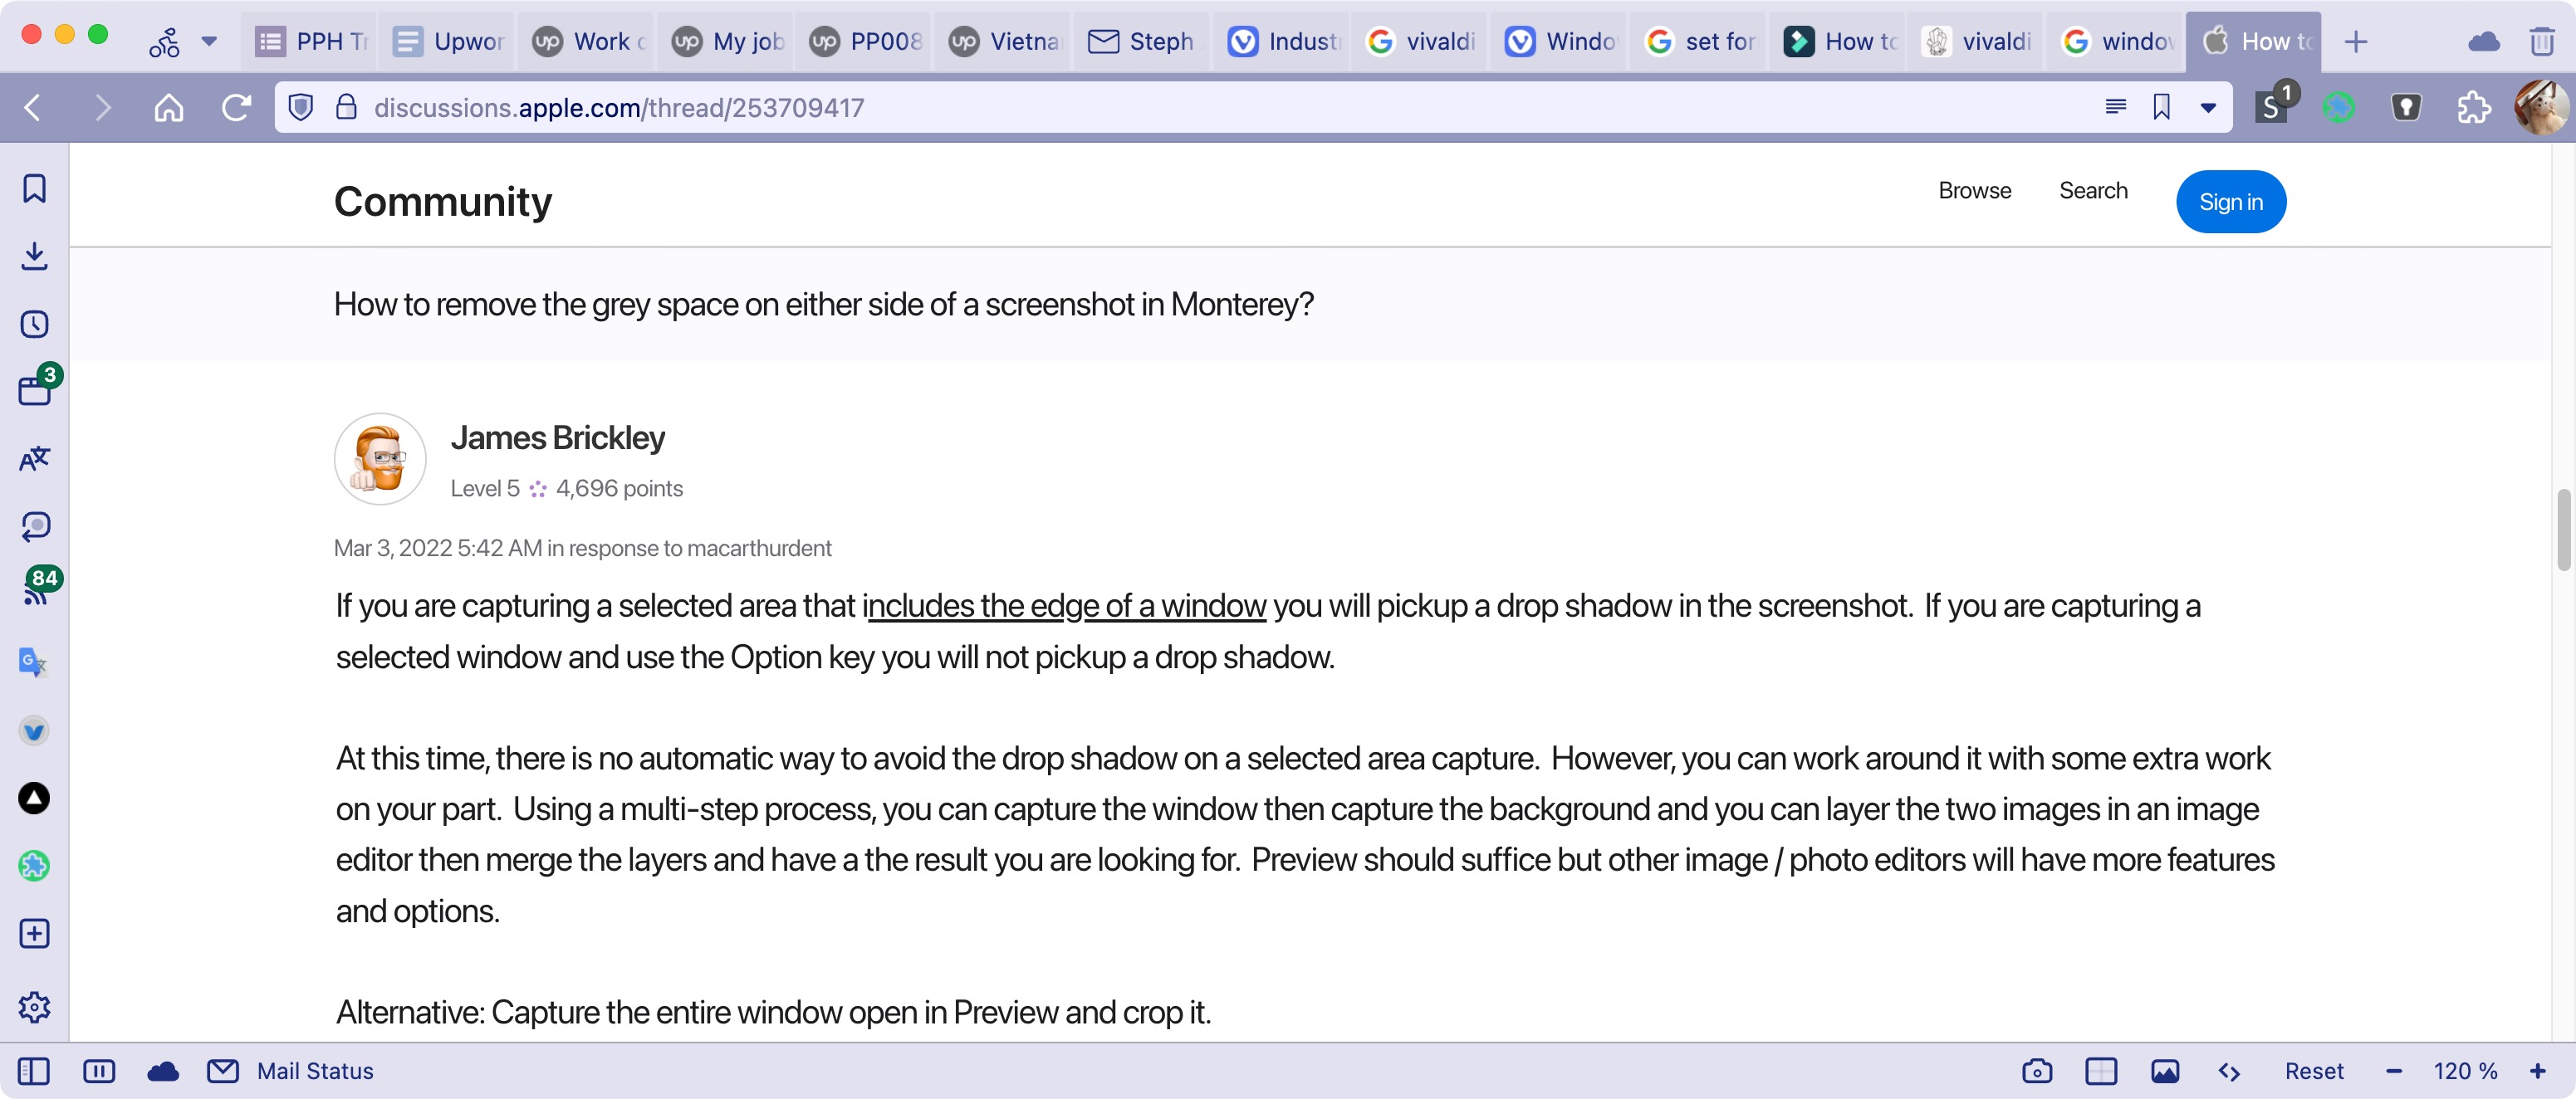 PPH Tr
Upwor
up Work c
up My job
up PP008
up Vietna
Steph
Indust
vivaldi
Windo
set for
How to
vivaldi
window
How to
discussions.apple.com/thread/253709417
S 1
Community
Browse
Search
Sign in
How to remove the grey space on either side of a screenshot in Monterey?
3
James Brickley
Level 5 4,696 points
Mar 3, 2022 5:42 AM in response to macarthurdent
84
If you are capturing a selected area that includes the edge of a window you will pickup a drop shadow in the screenshot. If you are capturing a
selected window and use the Option key you will not pickup a drop shadow.
At this time, there is no automatic way to avoid the drop shadow on a selected area capture. However, you can work around it with some extra work
on your part. Using a multi-step process, you can capture the window then capture the background and you can layer the two images in an image
editor then merge the layers and have a the result you are looking for. Preview should suffice but other image / photo editors will have more features
and options.
Alternative: Capture the entire window open in Preview and crop it.
Mail Status
Reset
120 %